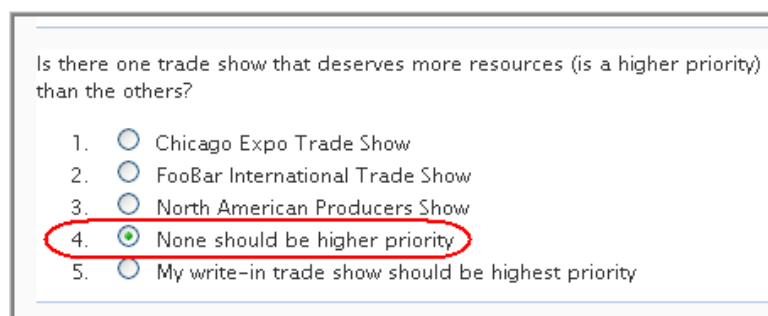 Is there one trade show that deserves more resources (is a higher priority)
than the others?
1. Chicago Expo Trade Show
2. FooBar International Trade Show
3. North American Producers Show
4. None should be higher priority
5. My write-in trade show should be highest priority